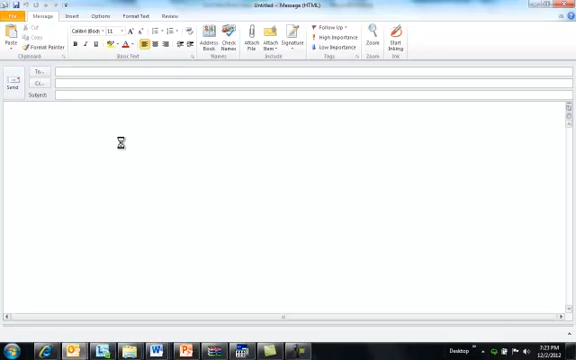 Untitled - Message (HTML)
File Message Insert Options Format Text Review
Paste
Cut
Copy
Format Painter
Clipboard
Calibri (Body) 11
B I U
Basic Text
Address Book
Check Names
Names
Attach File
Attach Item
Signature
Include
Follow Up
High Importance
Low Importance
Tags
Zoom
Zoom
Start Inking
Ink
Send
To...
Cc...
Subject:
Desktop
7:23 PM
12/2/2012